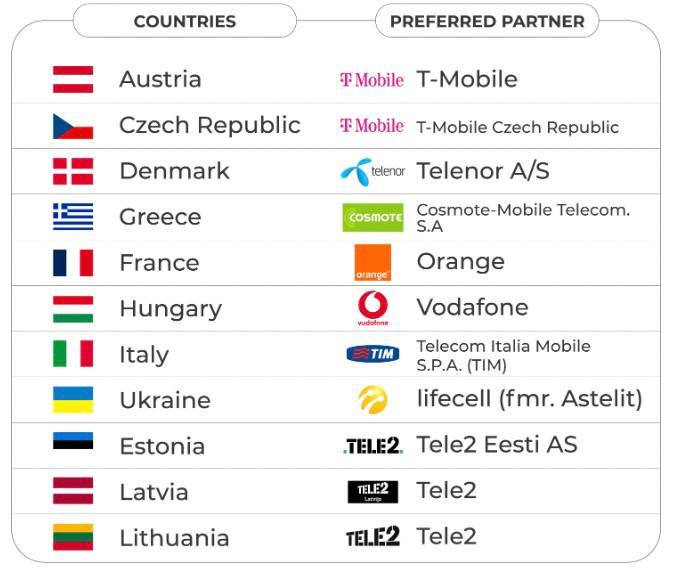 COUNTRIES PREFERRED PARTNER
Austria T Mobile T-Mobile
Czech Republic T Mobile T-Mobile Czech Republic
Denmark telenor Telenor A/S
Greece COSMOTE Cosmote-Mobile Telecom.
S.A
France orange™ Orange
Hungary vodafone Vodafone
Italy TIM Telecom Italia Mobile
S.P.A. (TIM)
Ukraine lifecell (fmr. Astelit)
Estonia .TELE2. Tele2 Eesti AS
Latvia TELE2 Latvija Tele2
Lithuania TELE2 Tele2